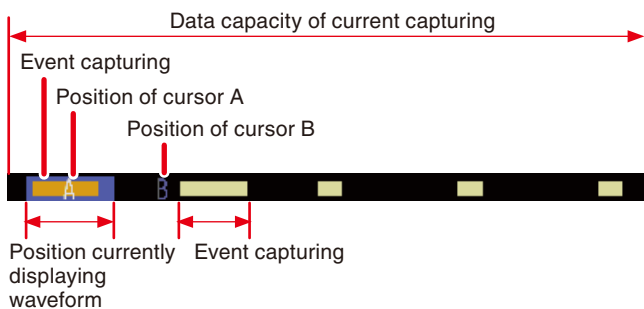 Data capacity of current capturing
Event capturing
Position of cursor A
Position of cursor B
A
B
Position currently
displaying
waveform
Event capturing